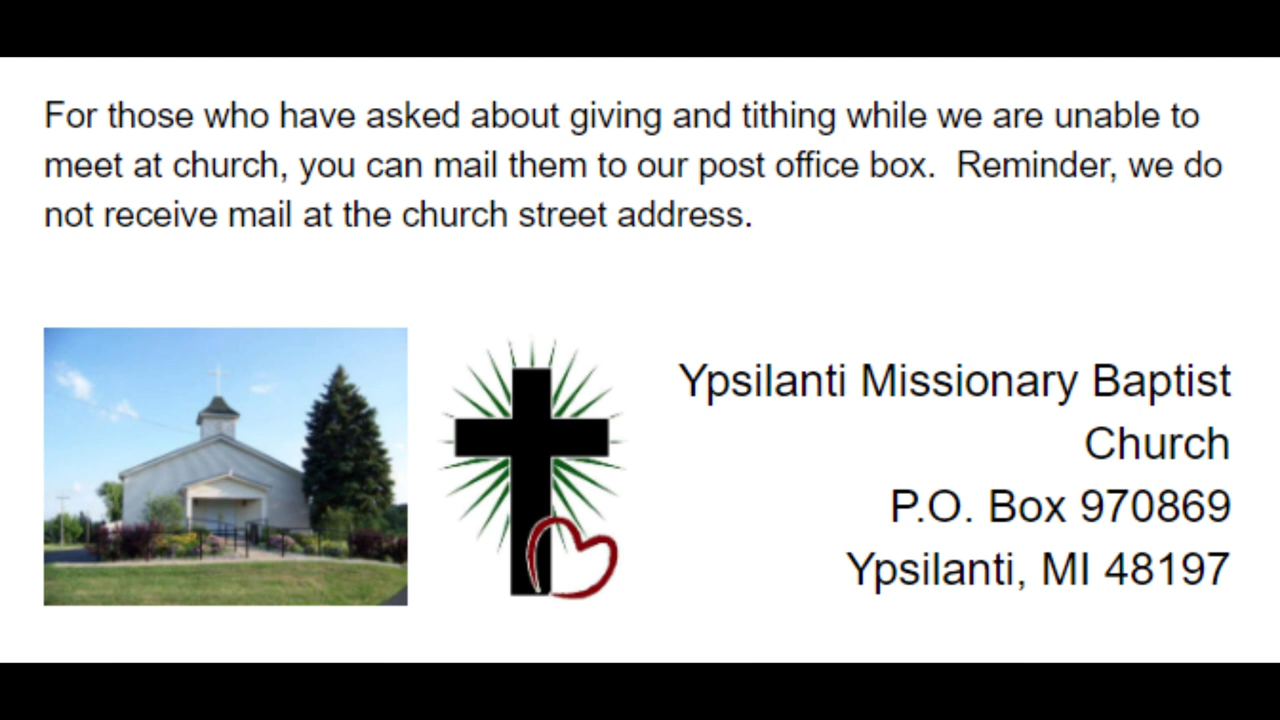 For those who have asked about giving and tithing while we are unable to
meet at church, you can mail them to our post office box.  Reminder, we do
not receive mail at the church street address.
Ypsilanti Missionary Baptist
Church
P.O. Box 970869
Ypsilanti, MI 48197